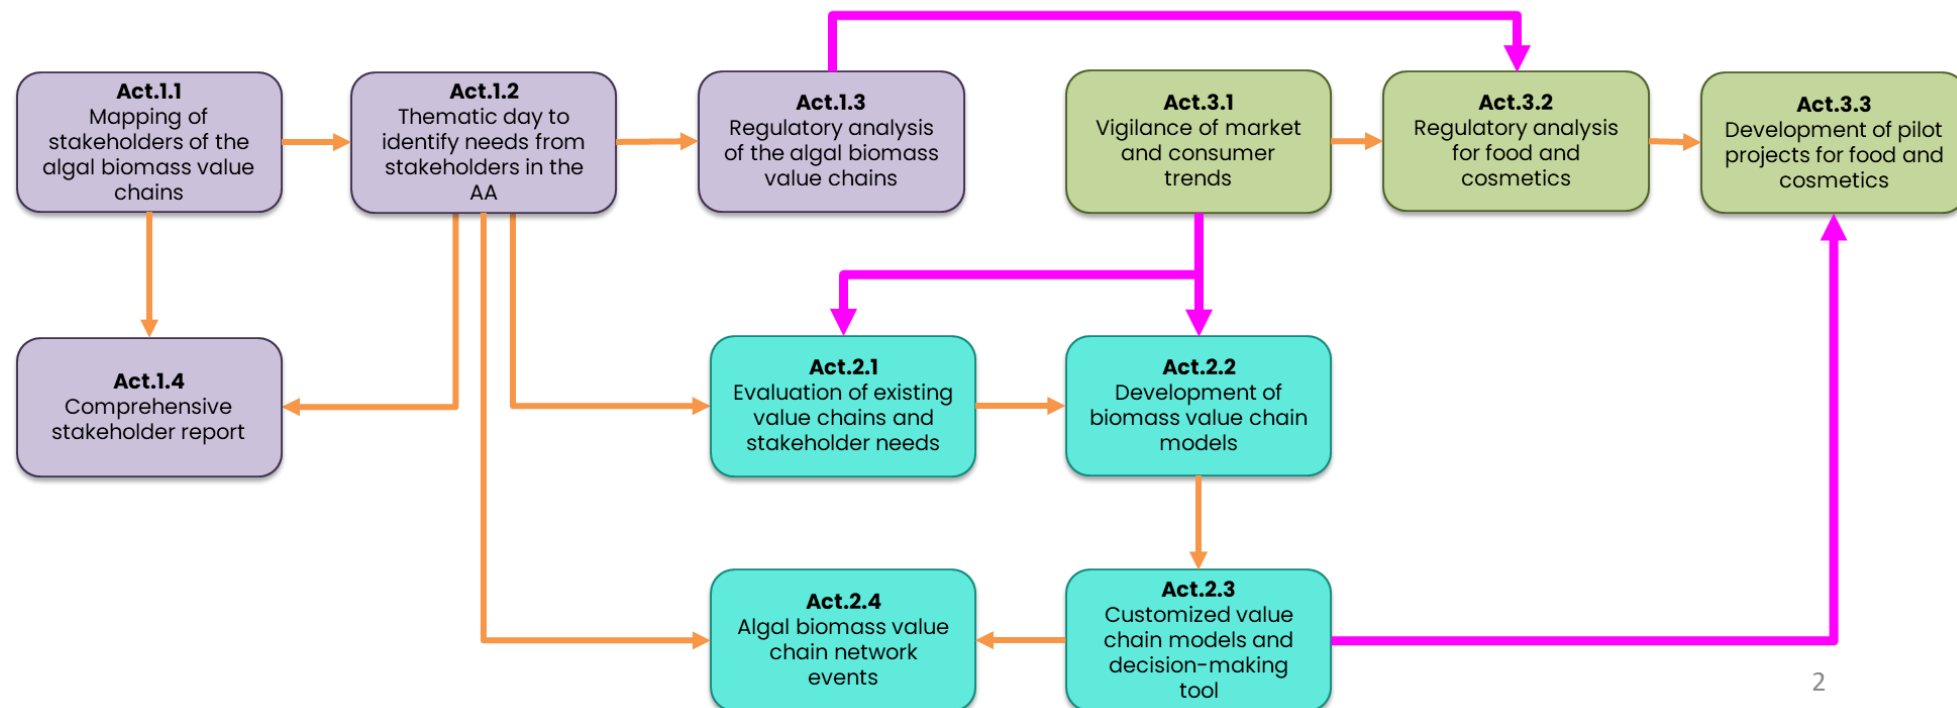 Act.1.1
Mapping of
stakeholders of the
algal biomass value
chains
Act.1.2
Thematic day to
identify needs from
stakeholders in the
AA
Act.1.3
Regulatory analysis
of the algal biomass
value chains
Act.3.1
Vigilance of market
and consumer
trends
Act.3.2
Regulatory analysis
for food and
cosmetics
Act.3.3
Development of pilot
projects for food and
cosmetics
Act.1.4
Comprehensive
stakeholder report
Act.2.1
Evaluation of existing
value chains and
stakeholder needs
Act.2.2
Development of
biomass value chain
models
Act.2.4
Algal biomass value
chain network
events
Act.2.3
Customized value
chain models and
decision-making
tool
2